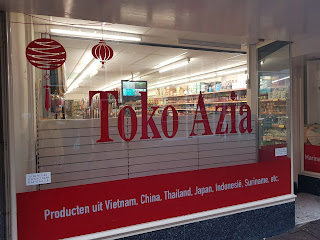 Toko Azia
Producten uit Vietnam, China, Thailand, Japan, Indonesië, Suriname, etc.